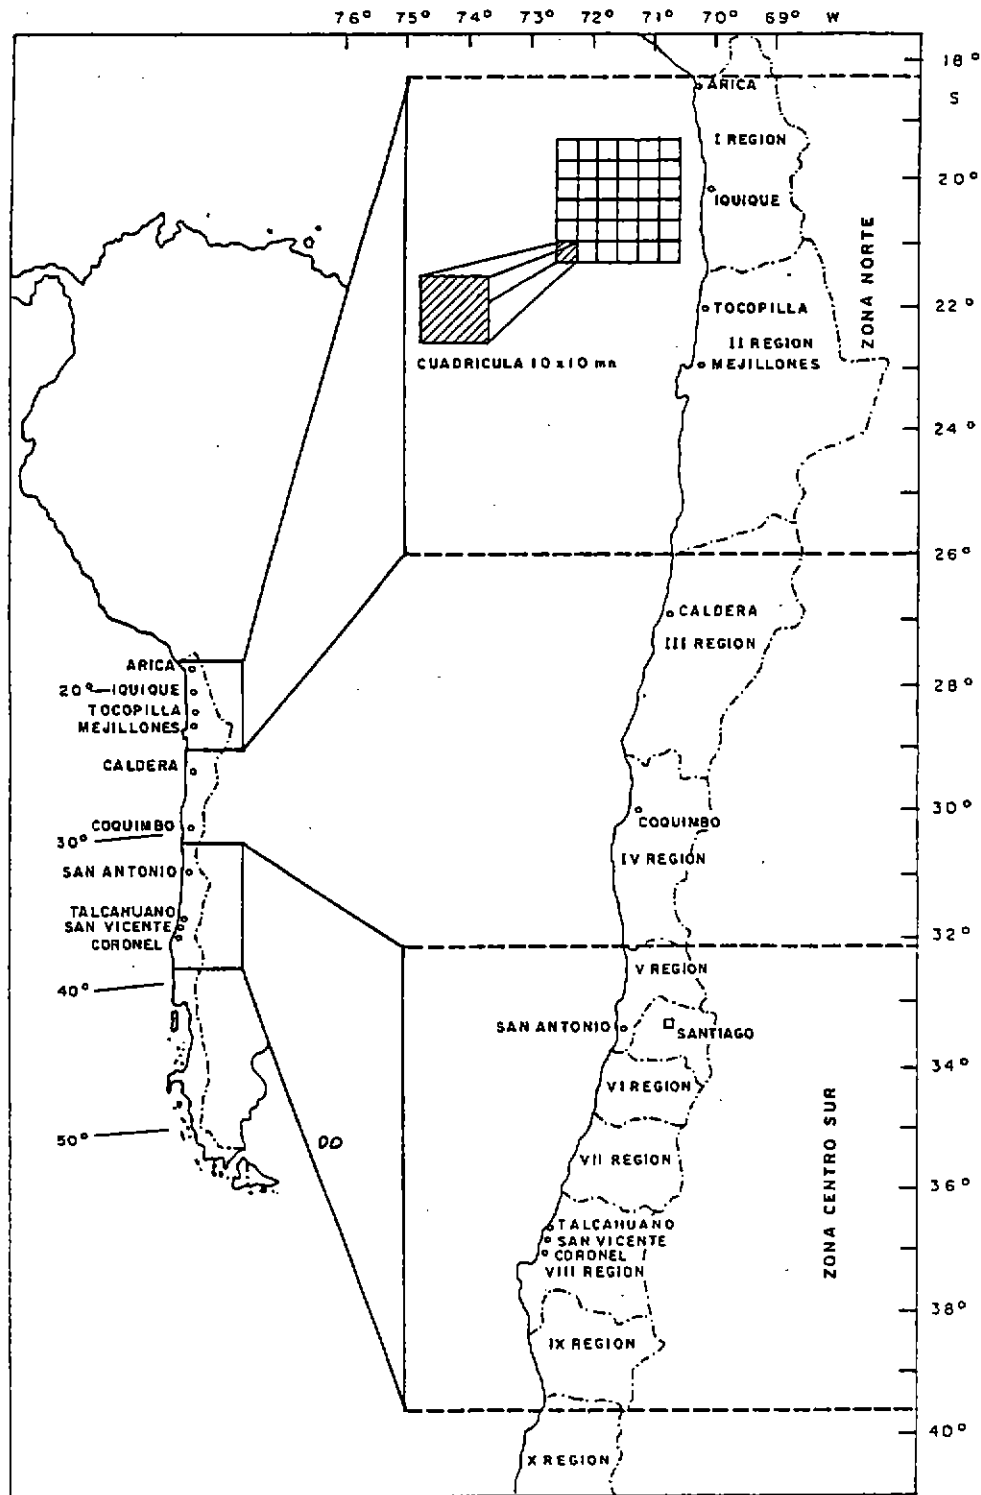 76° 75° 74° 73° 72° 71° 70° 69° W
18°
S
ARICA
I REGION
20°
IQUIQUE
ZONA NORTE
22°
TOCOPILLA
II REGION
MEJILLONES
CUADRICULA 10 x 10 mn
24°
26°
CALDERA
III REGION
28°
30°
COQUIMBO
IV REGION
32°
V REGION
SAN ANTONIO
SANTIAGO
34°
VI REGION
ZONA CENTRO SUR
VII REGION
36°
TALCAHUANO
SAN VICENTE
CORONEL
VIII REGION
38°
IX REGION
40°
X REGION
ARICA
20°—IQUIQUE
TOCOPILLA
MEJILLONES
CALDERA
COQUIMBO
30°
SAN ANTONIO
TALCAHUANO
SAN VICENTE
CORONEL
40°
50°